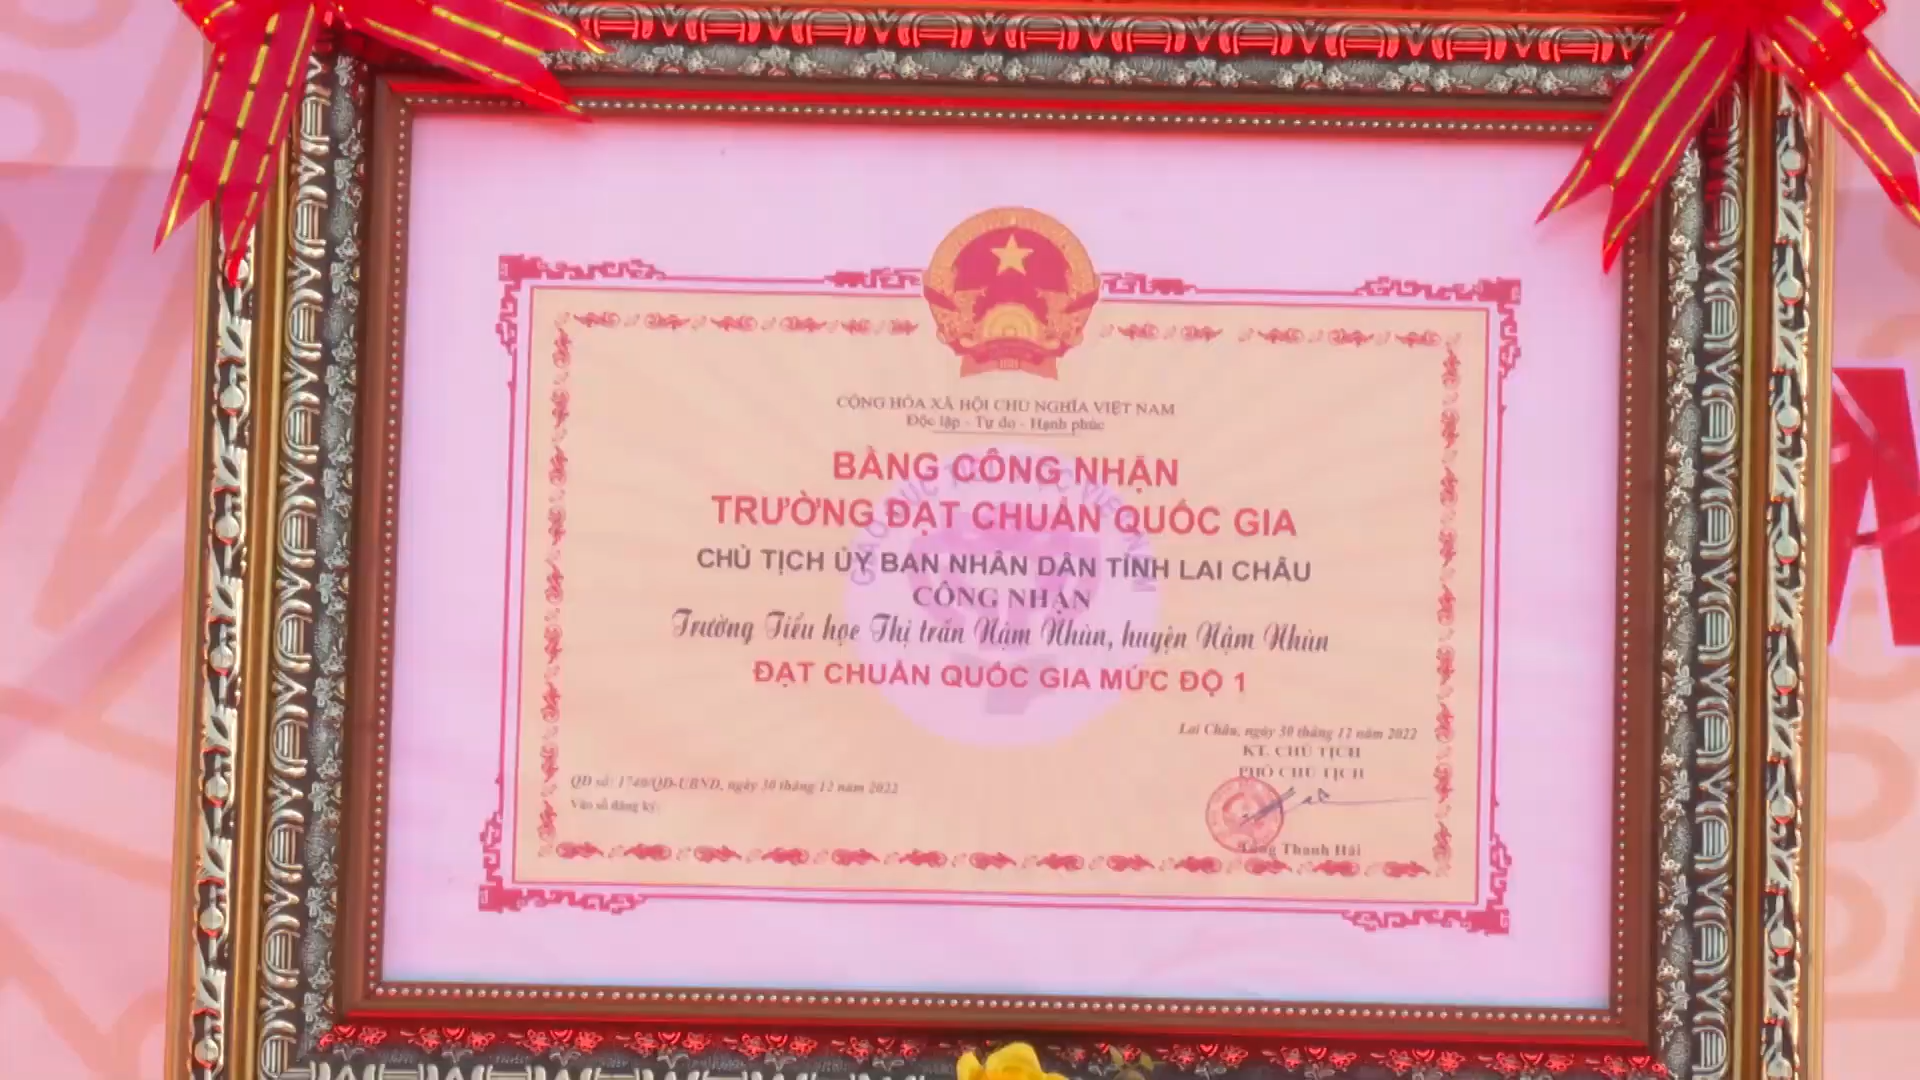 CỘNG HÒA XÃ HỘI CHỦ NGHĨA VIỆT NAM
Độc lập - Tự do - Hạnh phúc
BẰNG CÔNG NHẬN
TRƯỜNG ĐẠT CHUẨN QUỐC GIA
CHỦ TỊCH ỦY BAN NHÂN DÂN TỈNH LAI CHÂU
CÔNG NHẬN
Trường Tiểu học Thị trấn Nậm Nhùn, huyện Nậm Nhùn
ĐẠT CHUẨN QUỐC GIA MỨC ĐỘ 1
Lai Châu, ngày 30 tháng 12 năm 2022
KT. CHỦ TỊCH
PHÓ CHỦ TỊCH
QĐ số: 1740/QĐ-UBND, ngày 30 tháng 12 năm 2022
Vào sổ đăng ký:
Tống Thanh Hải